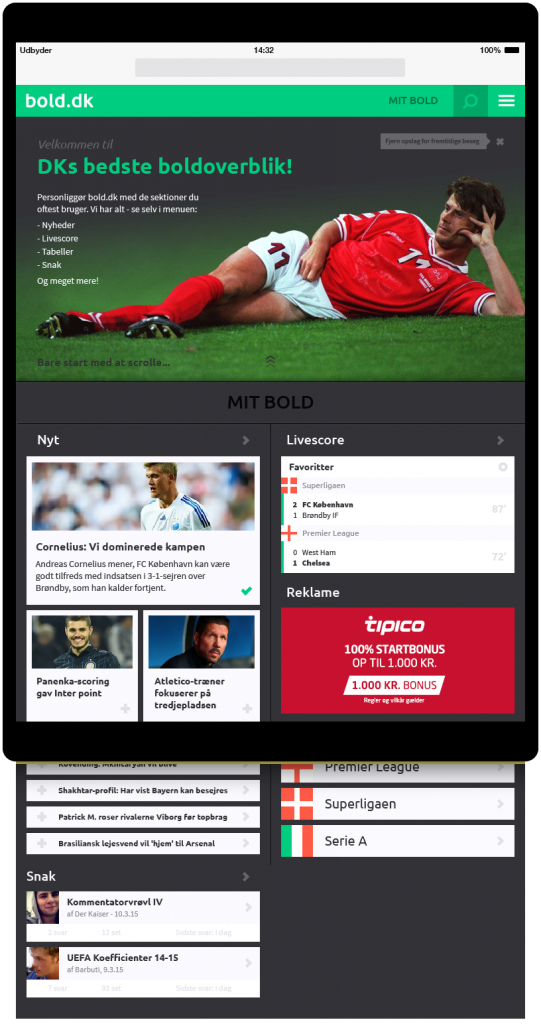 Udbyder 14:32 100%
bold.dk MIT BOLD
Velkommen til
Fjern opslag for fremtidige besøg
DKs bedste boldoverblik!
Personliggør bold.dk med de sektioner du
oftest bruger. Vi har alt - se selv i menuen:
- Nyheder
- Livescore
- Tabeller
- Snak
Og meget mere!
11
11
Bare start med at scrolle...
MIT BOLD
Nyt
Cornelius: Vi dominerede kampen
Andreas Cornelius mener, FC København kan være
godt tilfreds med indsatsen i 3-1-sejren over
Brøndby, som han kalder fortjent.
Panenka-scoring
gav Inter point
Atletico-træner
fokuserer på
tredjepladsen
Livescore
Favoritter
Superligaen
2 FC København
1 Brøndby IF
87'
Premier League
0 West Ham
1 Chelsea
72'
Reklame
tipico
100% STARTBONUS
OP TIL 1.000 KR.
1.000 KR. BONUS
Regler og vilkår gælder
Shakhtar-profil: Har vist Bayern kan besejres
Patrick M. roser rivalerne Viborg før topbrag
Brasiliansk lejesvend vil 'hjem' til Arsenal
Premier League
Superligaen
Serie A
Snak
Kommentatorvrøvl IV
af Der Kaiser - 10.3.15
2 svar 12 set Sidste svar: I dag
UEFA Koefficienter 14-15
af Barbuti, 9.3.15
7 svar 93 set Sidste svar: I dag